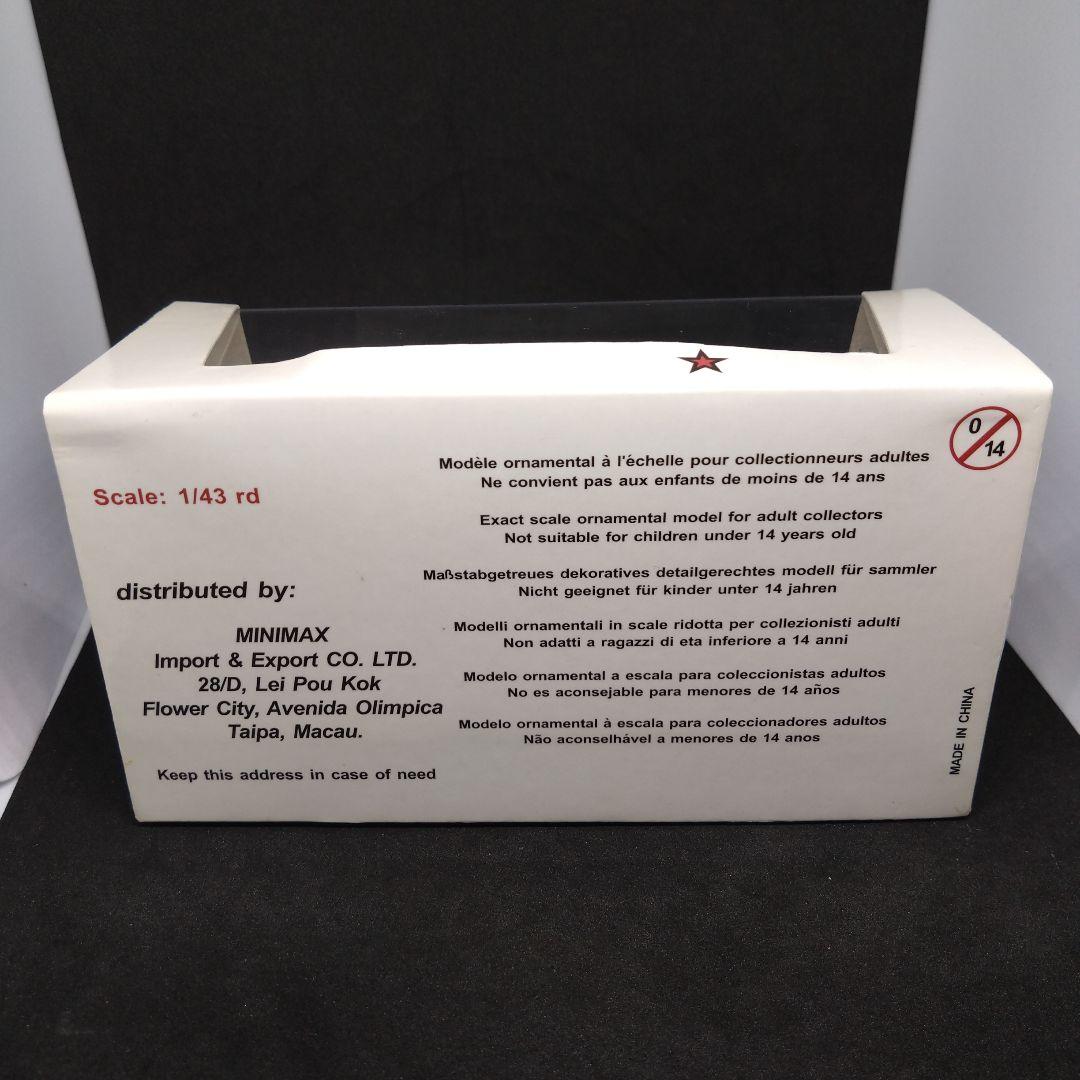 Scale: 1/43 rd
distributed by:
MINIMAX
Import & Export CO. LTD.
28/D, Lei Pou Kok
Flower City, Avenida Olimpica
Taipa, Macau.
Keep this address in case of need
0
14
Modèle ornamental à l'échelle pour collectionneurs adultes
Ne convient pas aux enfants de moins de 14 ans
Exact scale ornamental model for adult collectors
Not suitable for children under 14 years old
Maßstabgetreues dekoratives detailgerechtes modell für sammler
Nicht geeignet für kinder unter 14 jahren
Modelli ornamentali in scale ridotta per collezionisti adulti
Non adatti a ragazzi di eta inferiore a 14 anni
Modelo ornamental a escala para coleccionistas adultos
No es aconsejable para menores de 14 años
Modelo ornamental à escala para coleccionadores adultos
Não aconselhável a menores de 14 anos
MADE IN CHINA